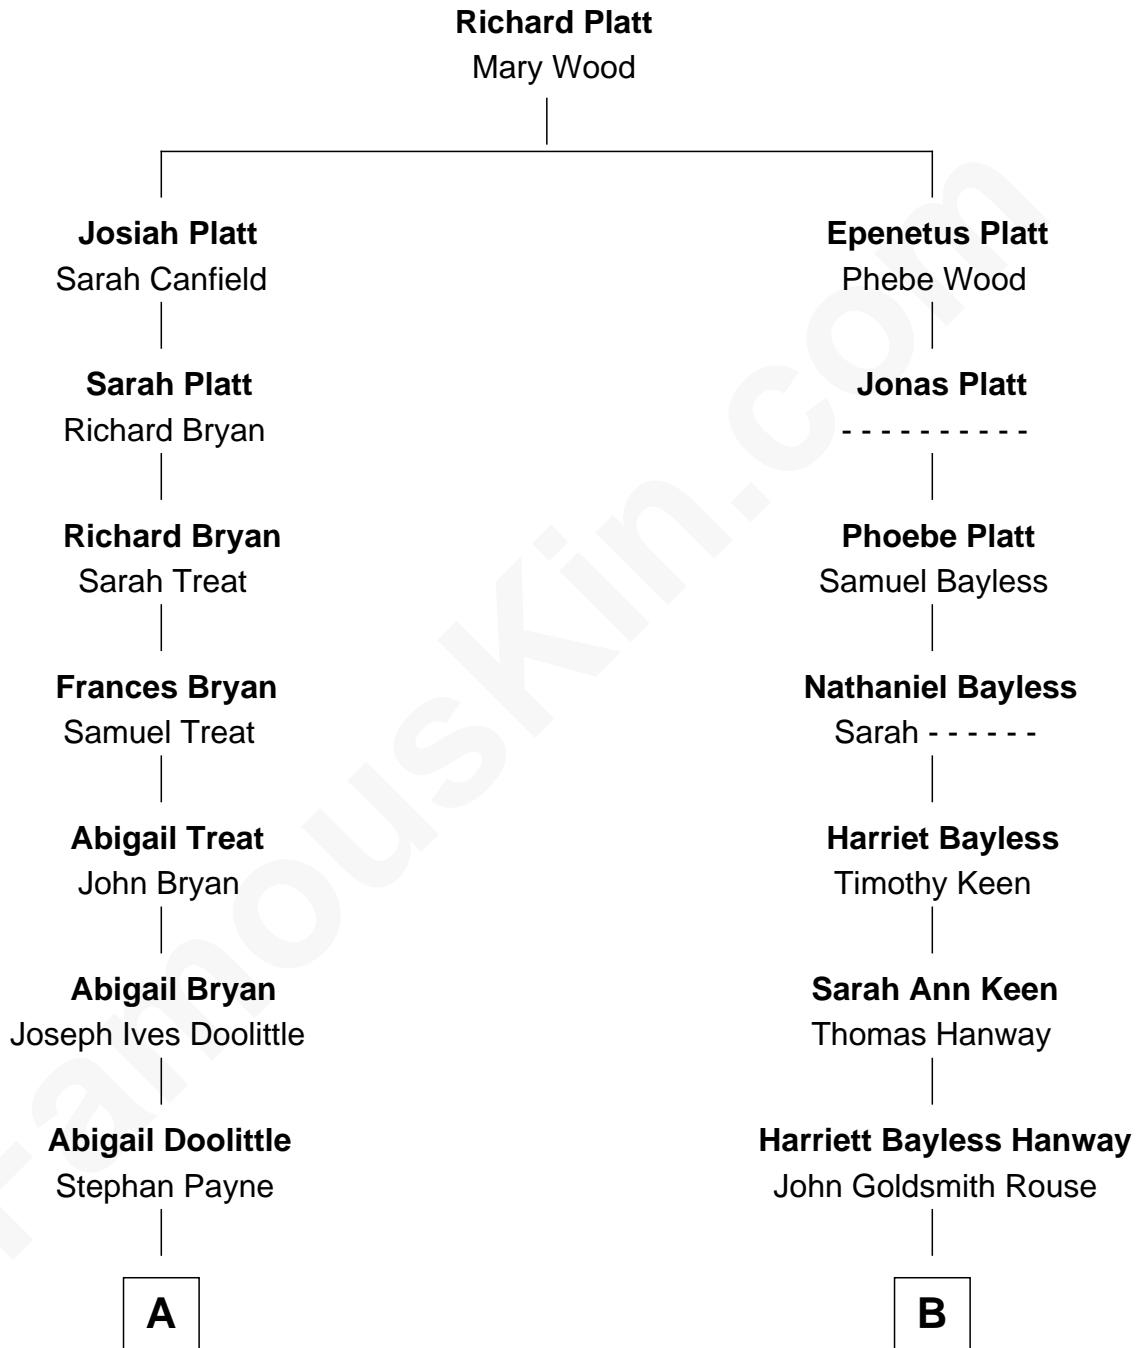 Richard Platt
Mary Wood
Josiah Platt
Sarah Canfield
Epenetus Platt
Phebe Wood
Sarah Platt
Richard Bryan
Jonas Platt
- - - - - - - - - -
Richard Bryan
Sarah Treat
Phoebe Platt
Samuel Bayless
Frances Bryan
Samuel Treat
Nathaniel Bayless
Sarah - - - - - -
Abigail Treat
John Bryan
Harriet Bayless
Timothy Keen
Abigail Bryan
Joseph Ives Doolittle
Sarah Ann Keen
Thomas Hanway
Abigail Doolittle
Stephan Payne
Harriett Bayless Hanway
John Goldsmith Rouse
A
B
FamousKin.com